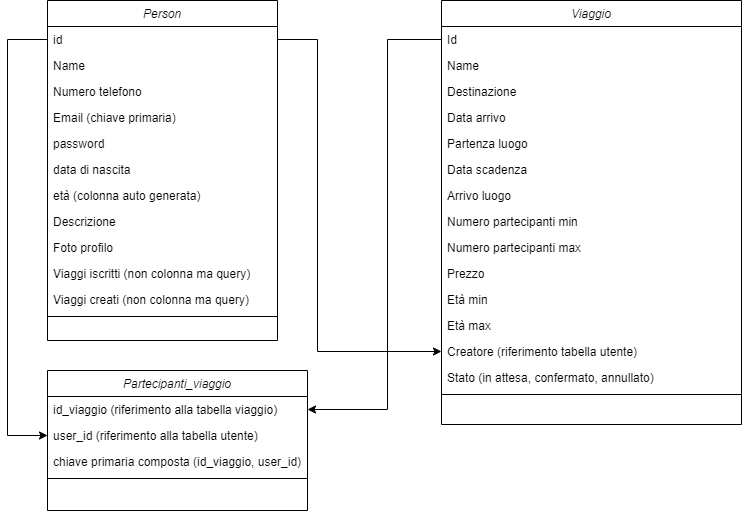 Person
id
Name
Numero telefono
Email (chiave primaria)
password
data di nascita
età (colonna auto generata)
Descrizione
Foto profilo
Viaggi iscritti (non colonna ma query)
Viaggi creati (non colonna ma query)
Viaggio
Id
Name
Destinazione
Data arrivo
Partenza luogo
Data scadenza
Arrivo luogo
Numero partecipanti min
Numero partecipanti max
Prezzo
Età min
Età max
Creatore (riferimento tabella utente)
Stato (in attesa, confermato, annullato)
Partecipanti_viaggio
id_viaggio (riferimento alla tabella viaggio)
user_id (riferimento alla tabella utente)
chiave primaria composta (id_viaggio, user_id)